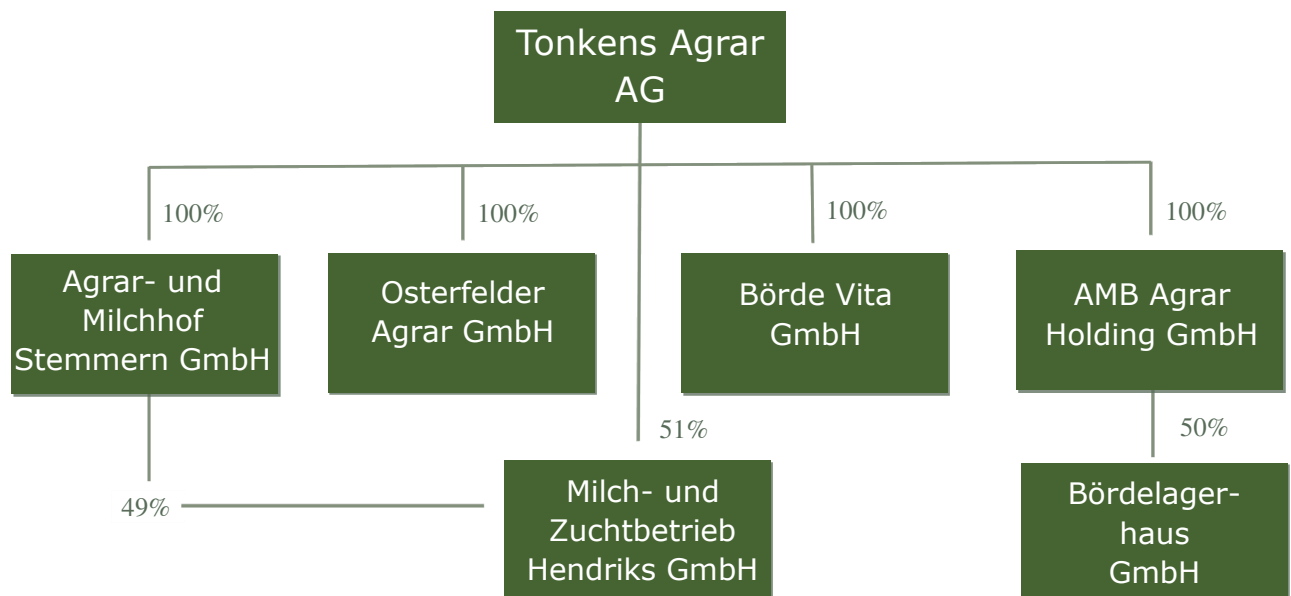 Tonkens Agrar
AG
100%
100%
100%
100%
Agrar- und
Milchhof
Stemmern GmbH
Osterfelder
Agrar GmbH
Börde Vita
GmbH
AMB Agrar
Holding GmbH
51%
50%
49%
Milch- und
Zuchtbetrieb
Hendriks GmbH
Bördelager-
haus
GmbH